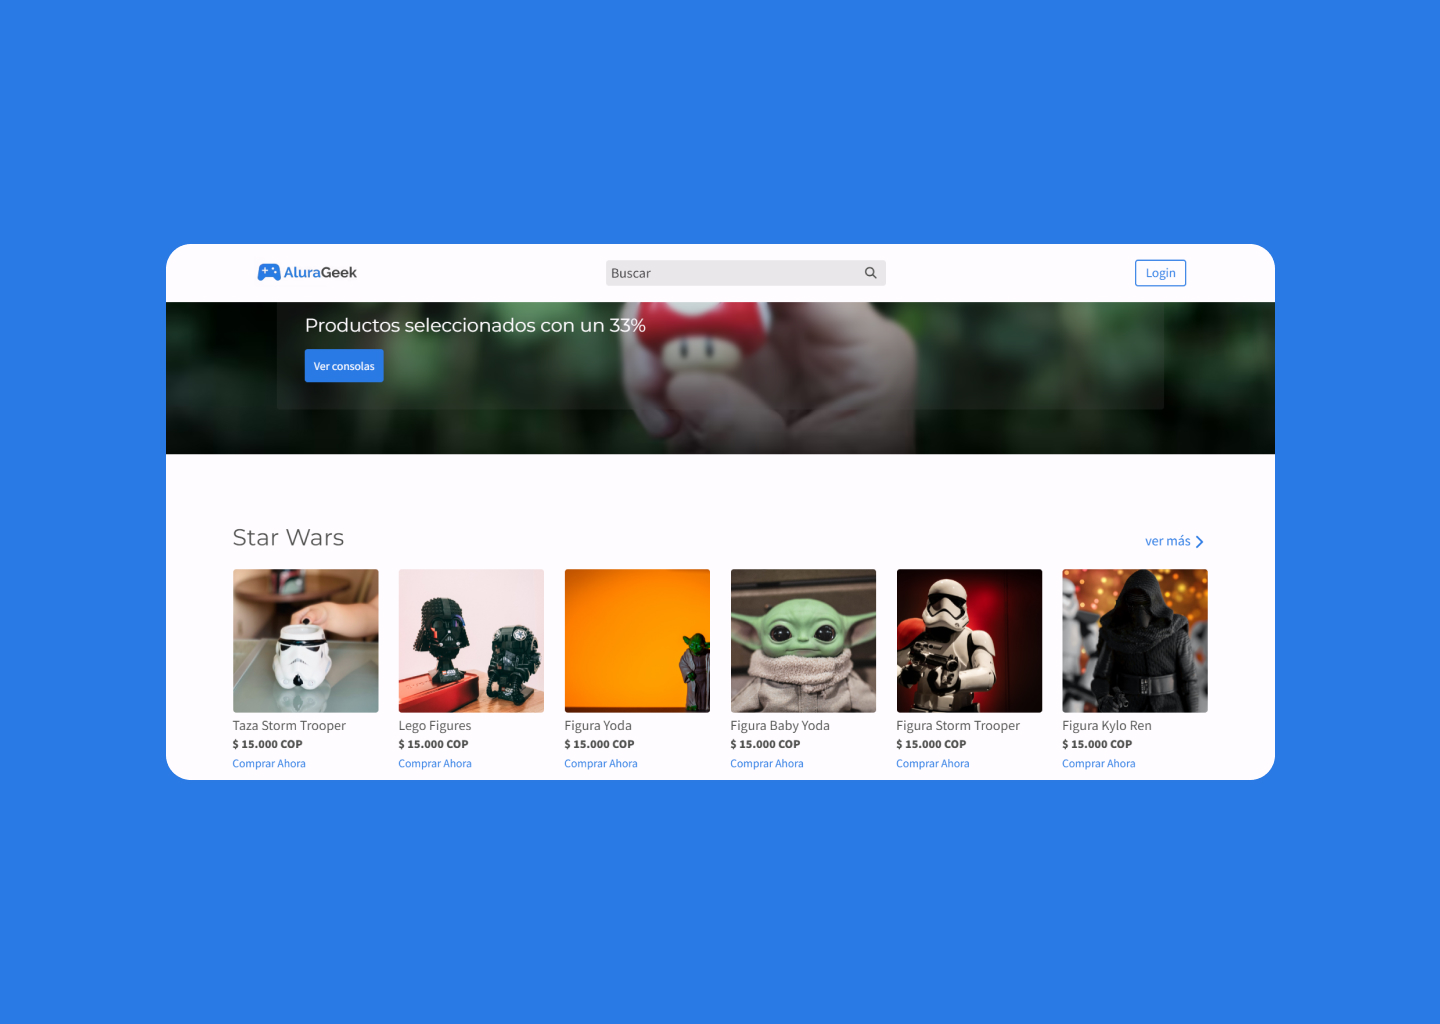 AluraGeek
Buscar
Login
Productos seleccionados con un 33%
Ver consolas
Star Wars
ver más
Taza Storm Trooper
$ 15.000 COP
Comprar Ahora
Lego Figures
$ 15.000 COP
Comprar Ahora
Figura Yoda
$ 15.000 COP
Comprar Ahora
Figura Baby Yoda
$ 15.000 COP
Comprar Ahora
Figura Storm Trooper
$ 15.000 COP
Comprar Ahora
Figura Kylo Ren
$ 15.000 COP
Comprar Ahora